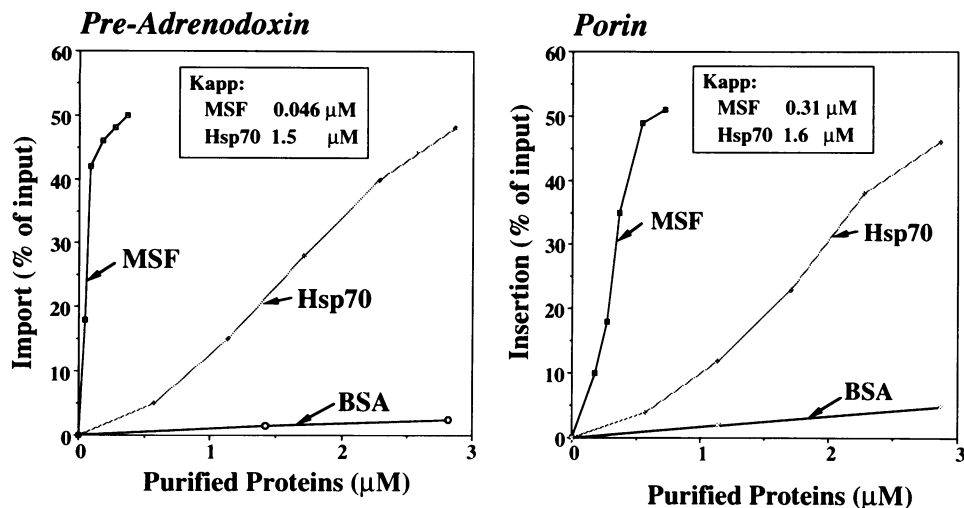 Pre-Adrenodoxin
60
50
40
30
20
10
0
Import (% of input)
Kapp:
MSF 0.046 μM
Hsp70 1.5 μM
MSF
Hsp70
BSA
0 1 2 3
Purified Proteins (μM)
Porin
60
50
40
30
20
10
0
Insertion (% of input)
Kapp:
MSF 0.31 μM
Hsp70 1.6 μM
MSF
Hsp70
BSA
0 1 2 3
Purified Proteins (μM)